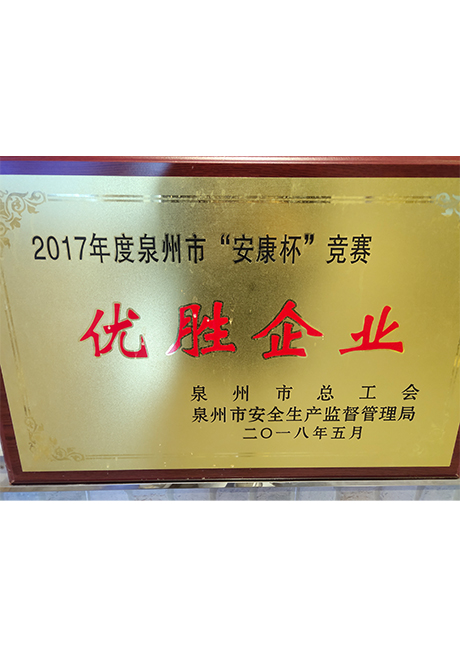 2017年度泉州市“安康杯”竞赛
优胜企业
泉州市总工会
泉州市安全生产监督管理局
二〇一八年五月